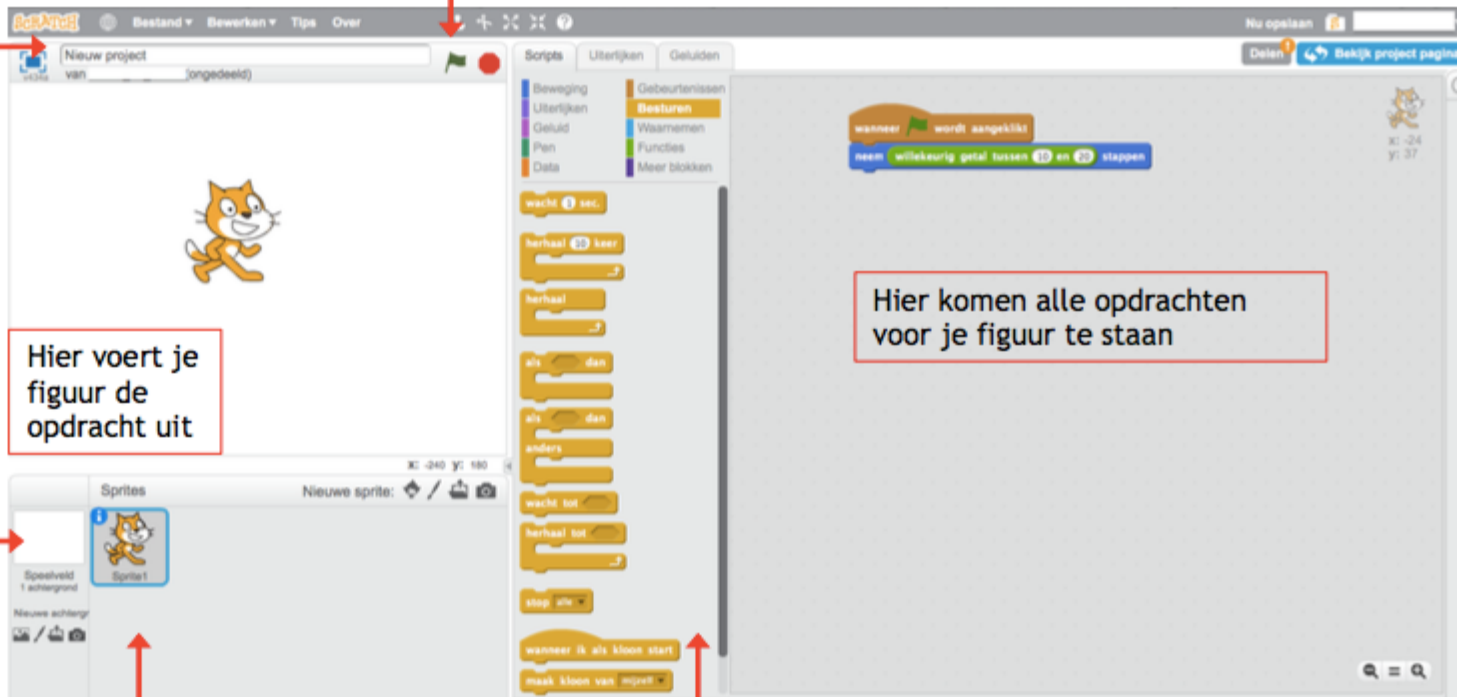 SCRATCH Bestand Bewerken Tips Over Nu opslaan
Nieuw project
v434a van (ongedeeld)
Scripts Uiterlijken Geluiden
Delen 1 Bekijk project pagina
Beweging Gebeurtenissen
Uiterlijken Besturen
Geluid Waarnemen
Pen Functies
Data Meer blokken
wacht 1 sec.
herhaal 10 keer
herhaal
als dan
als dan
anders
wacht tot
herhaal tot
stop alle
wanneer ik als kloon start
maak kloon van mijzelf
wanneer wordt aangeklikt
neem willekeurig getal tussen 10 en 20 stappen
x: -24
y: 37
Hier komen alle opdrachten
voor je figuur te staan
Hier voert je
figuur de
opdracht uit
x: -240 y: 180
Sprites Nieuwe sprite:
Speelveld
1 achtergrond
Nieuwe achtergr
Sprite1